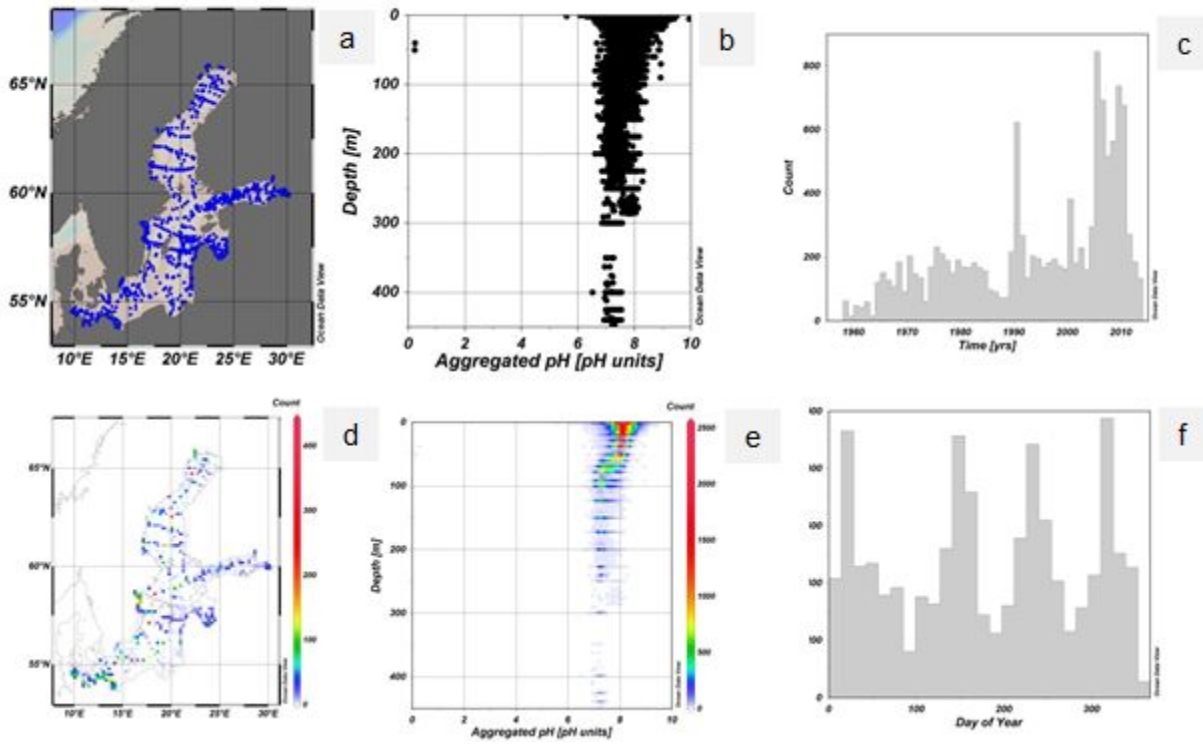 a
65°N
60°N
55°N
10°E 15°E 20°E 25°E 30°E
Ocean Data View
b
0
100
200
300
400
Depth [m]
0 2 4 6 8 10
Aggregated pH [pH units]
Ocean Data View
c
800
600
400
200
0
Count
1960 1970 1980 1990 2000 2010
Time [yrs]
Ocean Data View
d
Count
400
300
200
100
0
65°N
60°N
55°N
10°E 15°E 20°E 25°E 30°E
Ocean Data View
e
Count
2500
2000
1500
1000
500
0
0
100
200
300
400
Depth [m]
0 2 4 6 8 10
Aggregated pH [pH units]
Ocean Data View
f
0
0 100 200 300
Day of Year
Ocean Data View